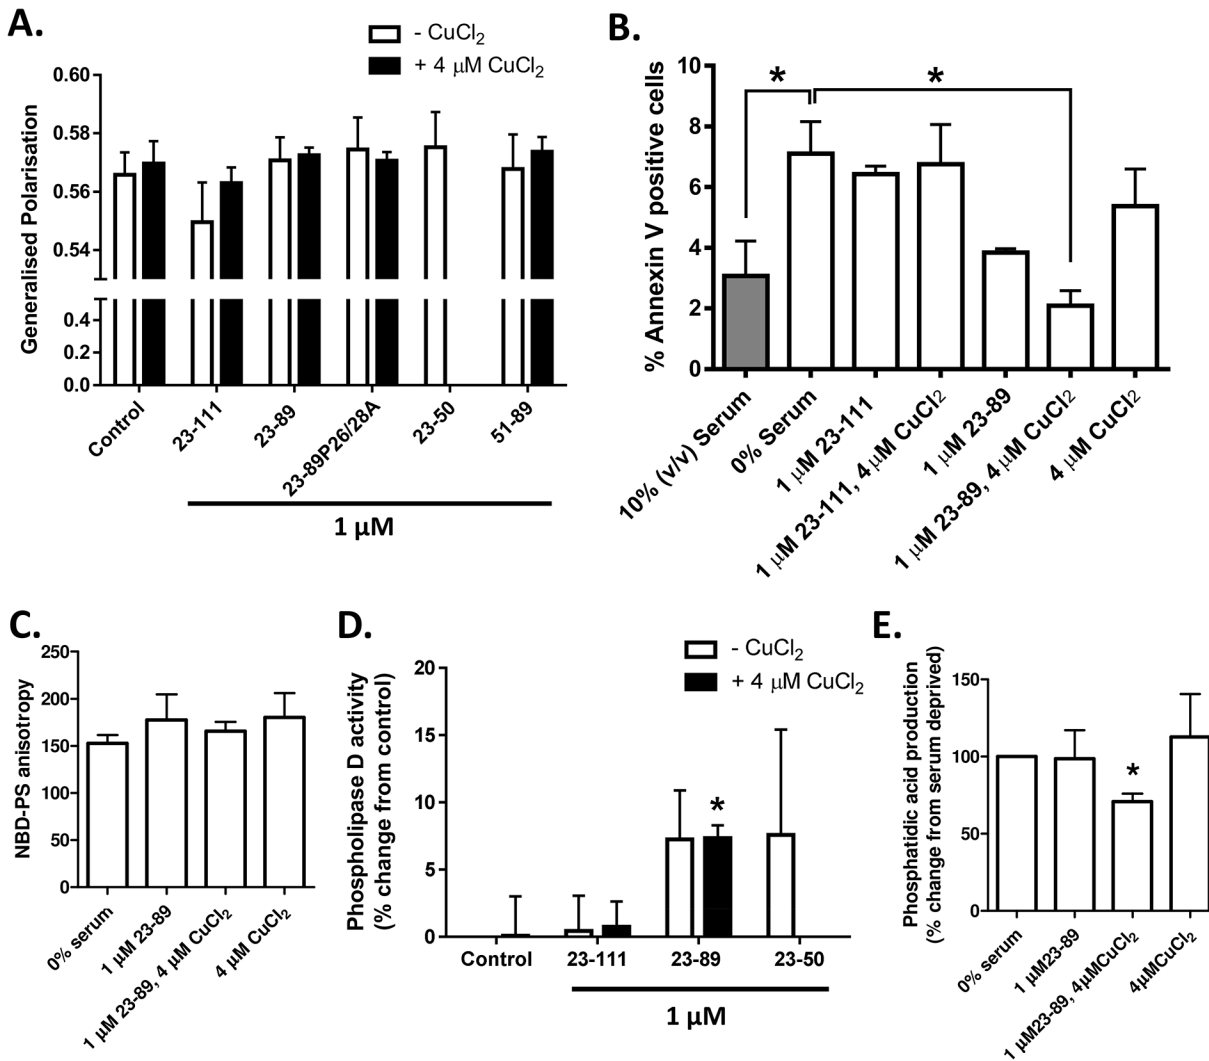 A.
- CuCl2
+ 4 μM CuCl2
Generalised Polarisation
0.60
0.58
0.56
0.54
0.4
0.2
0.0
Control
23-111
23-89
23-89P26/28A
23-50
51-89
1 μM
B.
% Annexin V positive cells
10
8
6
4
2
0
*
*
10% (v/v) Serum
0% Serum
1 μM 23-111
1 μM 23-111, 4 μM CuCl2
1 μM 23-89
1 μM 23-89, 4 μM CuCl2
4 μM CuCl2
C.
NBD-PS anisotropy
250
200
150
100
50
0
0% serum
1 μM 23-89
1 μM 23-89, 4 μM CuCl2
4 μM CuCl2
D.
- CuCl2
+ 4 μM CuCl2
Phospholipase D activity
(% change from control)
20
15
10
5
0
*
Control
23-111
23-89
23-50
1 μM
E.
Phosphatidic acid production
(% change from serum deprived)
150
100
50
0
*
0% serum
1 μM23-89
1 μM23-89, 4μMCuCl2
4μMCuCl2